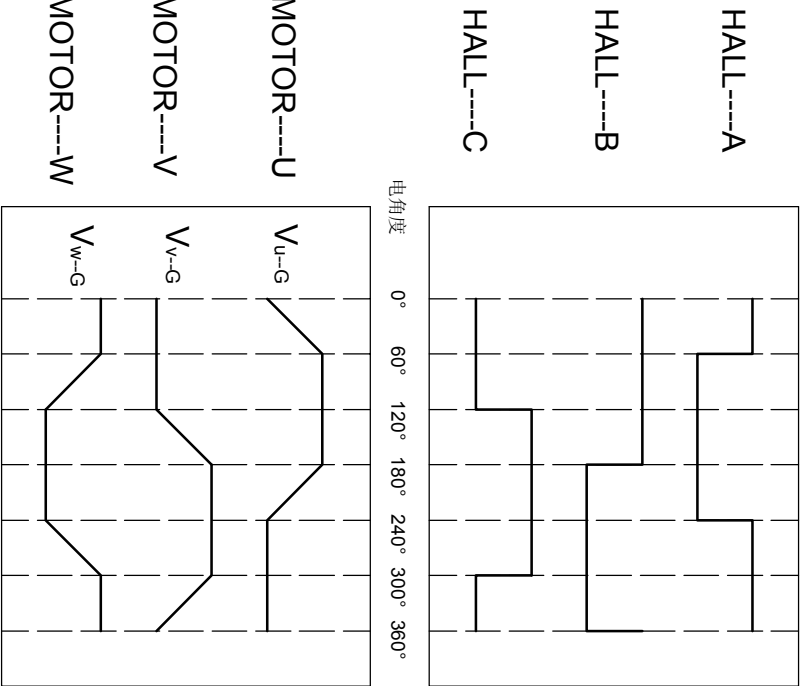 HALL-----A
HALL-----B
HALL-----C
电角度
0°
60°
120°
180°
240°
300°
360°
MOTOR-----U
Vu--G
MOTOR-----V
Vv--G
MOTOR-----W
Vw--G